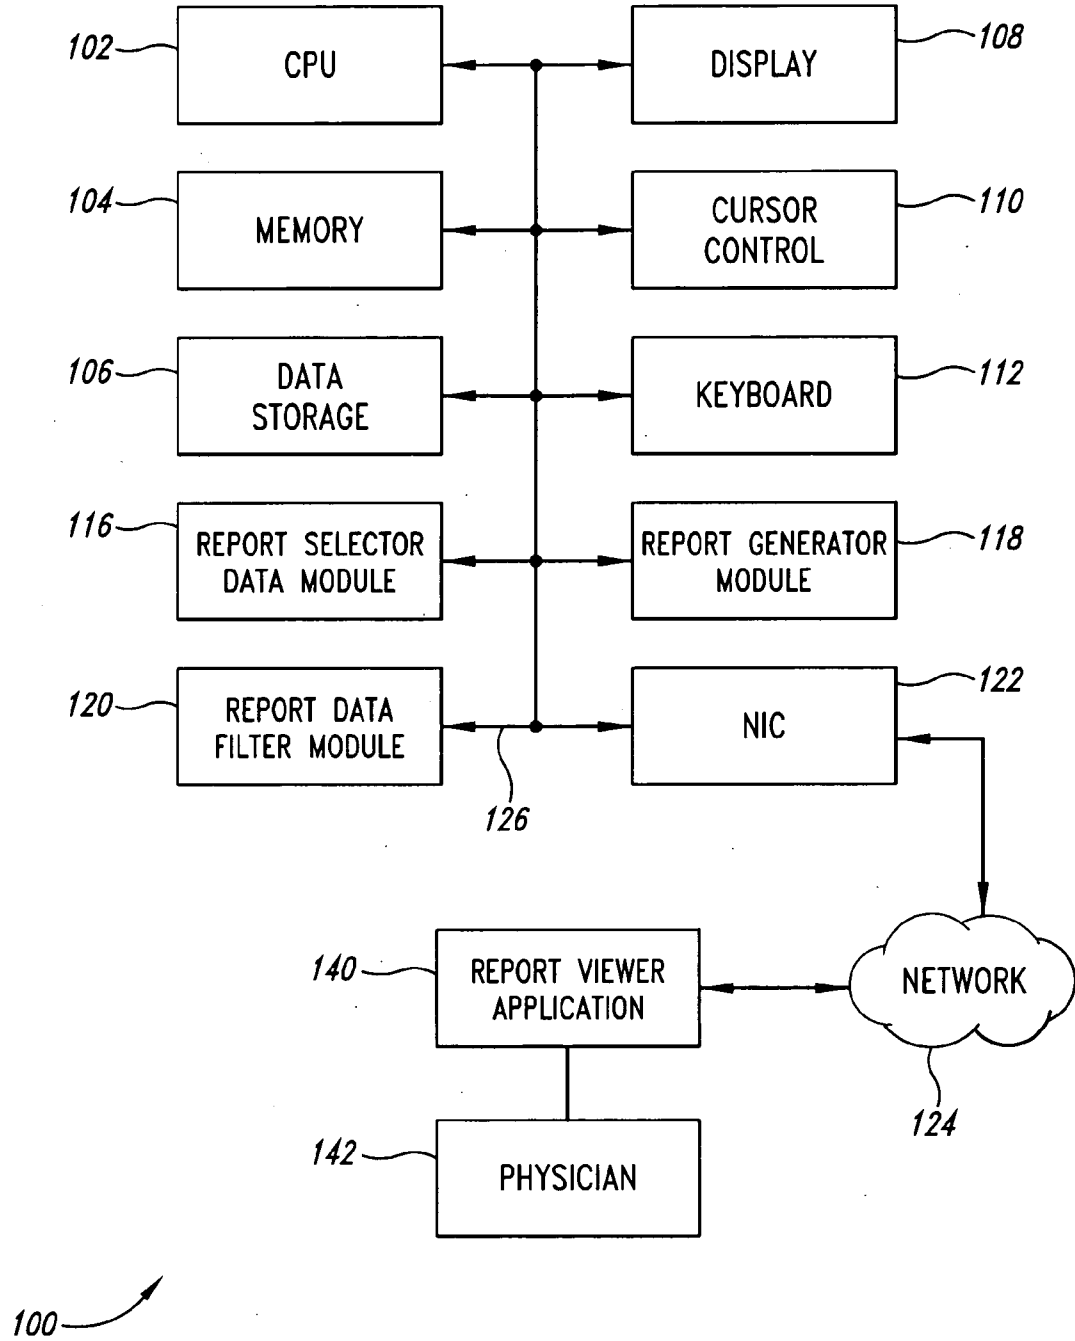 102
CPU
DISPLAY
108
104
MEMORY
CURSOR
CONTROL
110
106
DATA
STORAGE
KEYBOARD
112
116
REPORT SELECTOR
DATA MODULE
REPORT GENERATOR
MODULE
118
120
REPORT DATA
FILTER MODULE
NIC
122
126
140
REPORT VIEWER
APPLICATION
NETWORK
124
142
PHYSICIAN
100